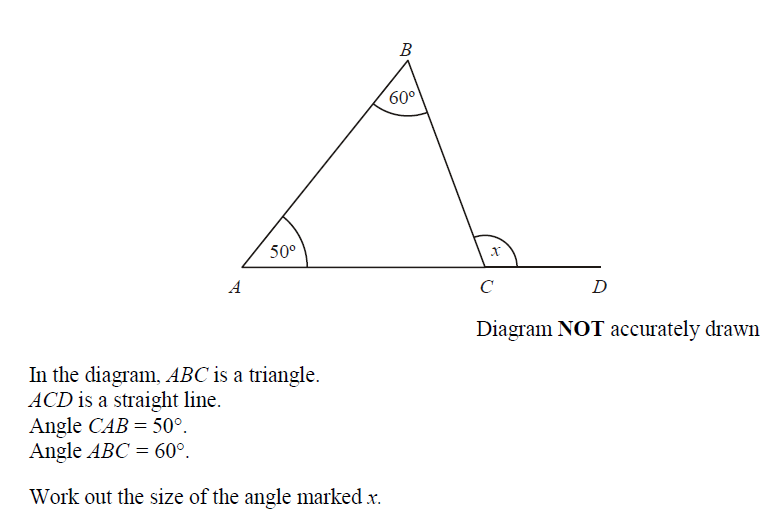 B
60°
50°
x
A
C
D
Diagram NOT accurately drawn
In the diagram, ABC is a triangle.
ACD is a straight line.
Angle CAB = 50°.
Angle ABC = 60°.
Work out the size of the angle marked x.